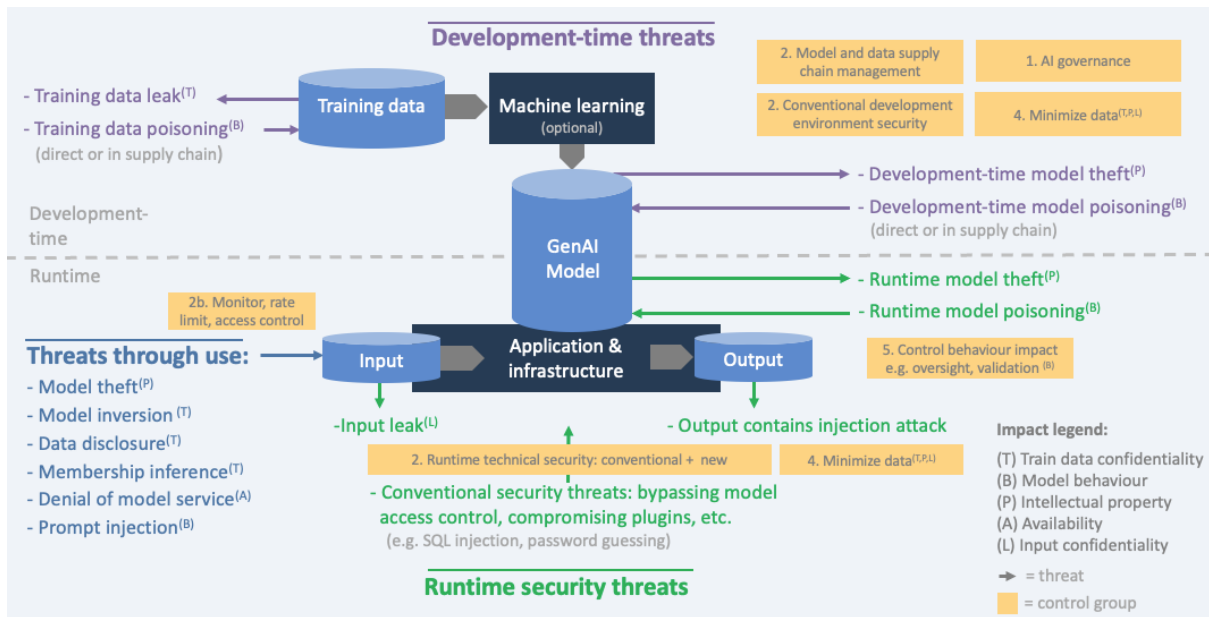 Development-time threats
2. Model and data supply
chain management
1. AI governance
- Training data leak(T)
- Training data poisoning(B)
(direct or in supply chain)
Training data
Machine learning
(optional)
2. Conventional development
environment security
4. Minimize data(T,P,L)
- Development-time model theft(P)
- Development-time model poisoning(B)
(direct or in supply chain)
Development-
time
GenAI
Model
Runtime
- Runtime model theft(P)
- Runtime model poisoning(B)
2b. Monitor, rate
limit, access control
Threats through use:
- Model theft(P)
- Model inversion (T)
- Data disclosure(T)
- Membership inference(T)
- Denial of model service(A)
- Prompt injection(B)
Input
Application &
infrastructure
Output
5. Control behaviour impact
e.g. oversight, validation (B)
-Input leak(L)
- Output contains injection attack
2. Runtime technical security: conventional + new
4. Minimize data(T,P,L)
- Conventional security threats: bypassing model
access control, compromising plugins, etc.
(e.g. SQL injection, password guessing)
Runtime security threats
Impact legend:
(T) Train data confidentiality
(B) Model behaviour
(P) Intellectual property
(A) Availability
(L) Input confidentiality
= threat
= control group